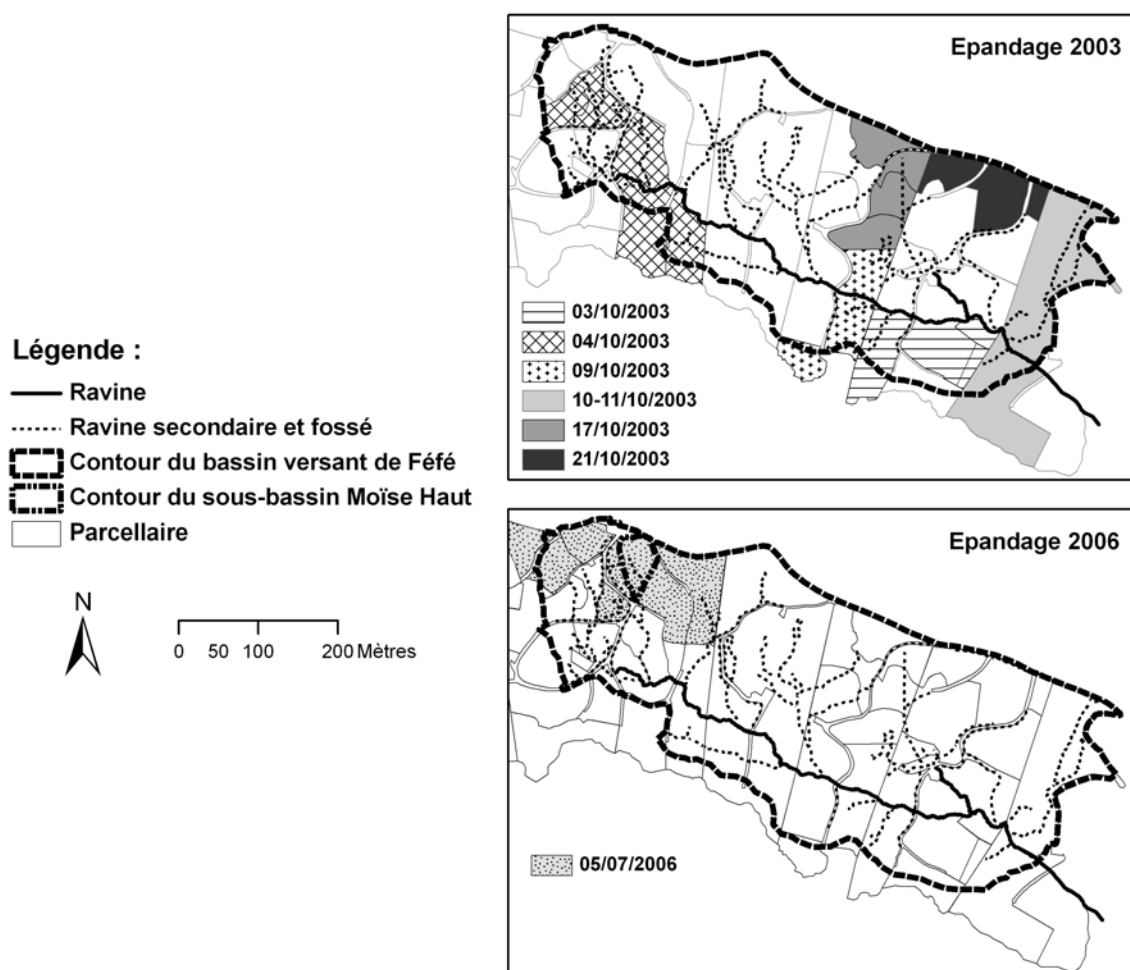 Epandage 2003
03/10/2003
04/10/2003
09/10/2003
10-11/10/2003
17/10/2003
21/10/2003
Légende :
Ravine
Ravine secondaire et fossé
Contour du bassin versant de Féfé
Contour du sous-bassin Moïse Haut
Parcellaire
N
0 50 100 200 Mètres
Epandage 2006
05/07/2006